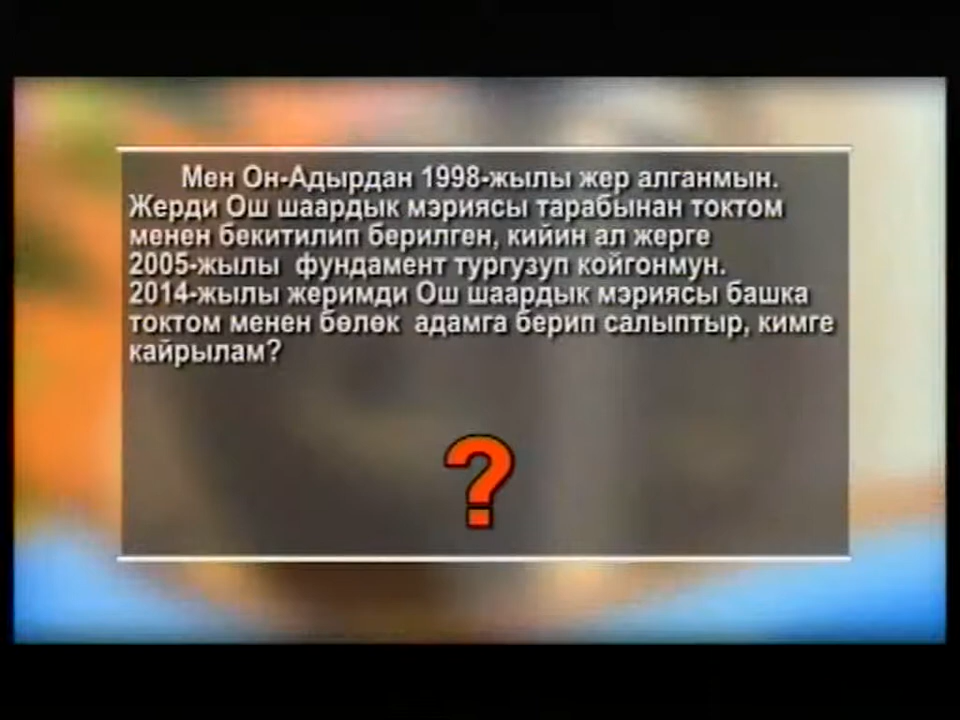 Мен Он-Адырдан 1998-жылы жер алганмын.
Жерди Ош шаардык мэриясы тарабынан токтом
менен бекитилип берилген, кийин ал жерге
2005-жылы фундамент тургузуп койгонмун.
2014-жылы жеримди Ош шаардык мэриясы башка
токтом менен бөлөк адамга берип салыптыр, кимге
кайрылам?
?